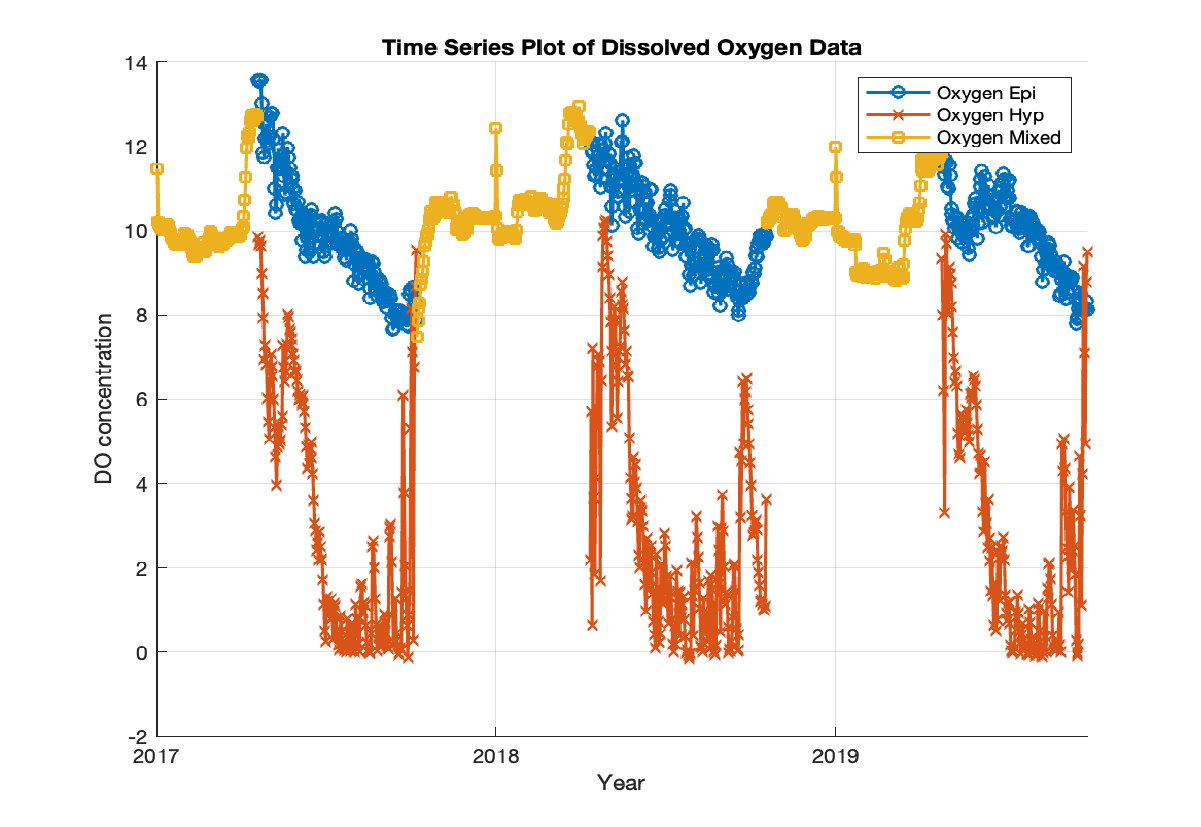 Time Series Plot of Dissolved Oxygen Data
14
12
10
8
6
4
2
0
-2
DO concentration
Oxygen Epi
Oxygen Hyp
Oxygen Mixed
2017 2018 2019
Year